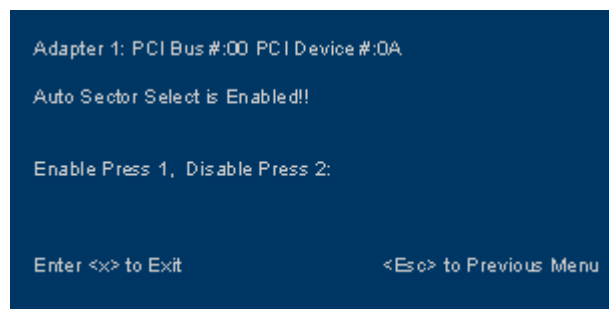 Adapter 1: PCI Bus #:00 PCI Device #:0A
Auto Sector Select is Enabled!!
Enable Press 1, Disable Press 2:
Enter <x> to Exit <Esc> to Previous Menu